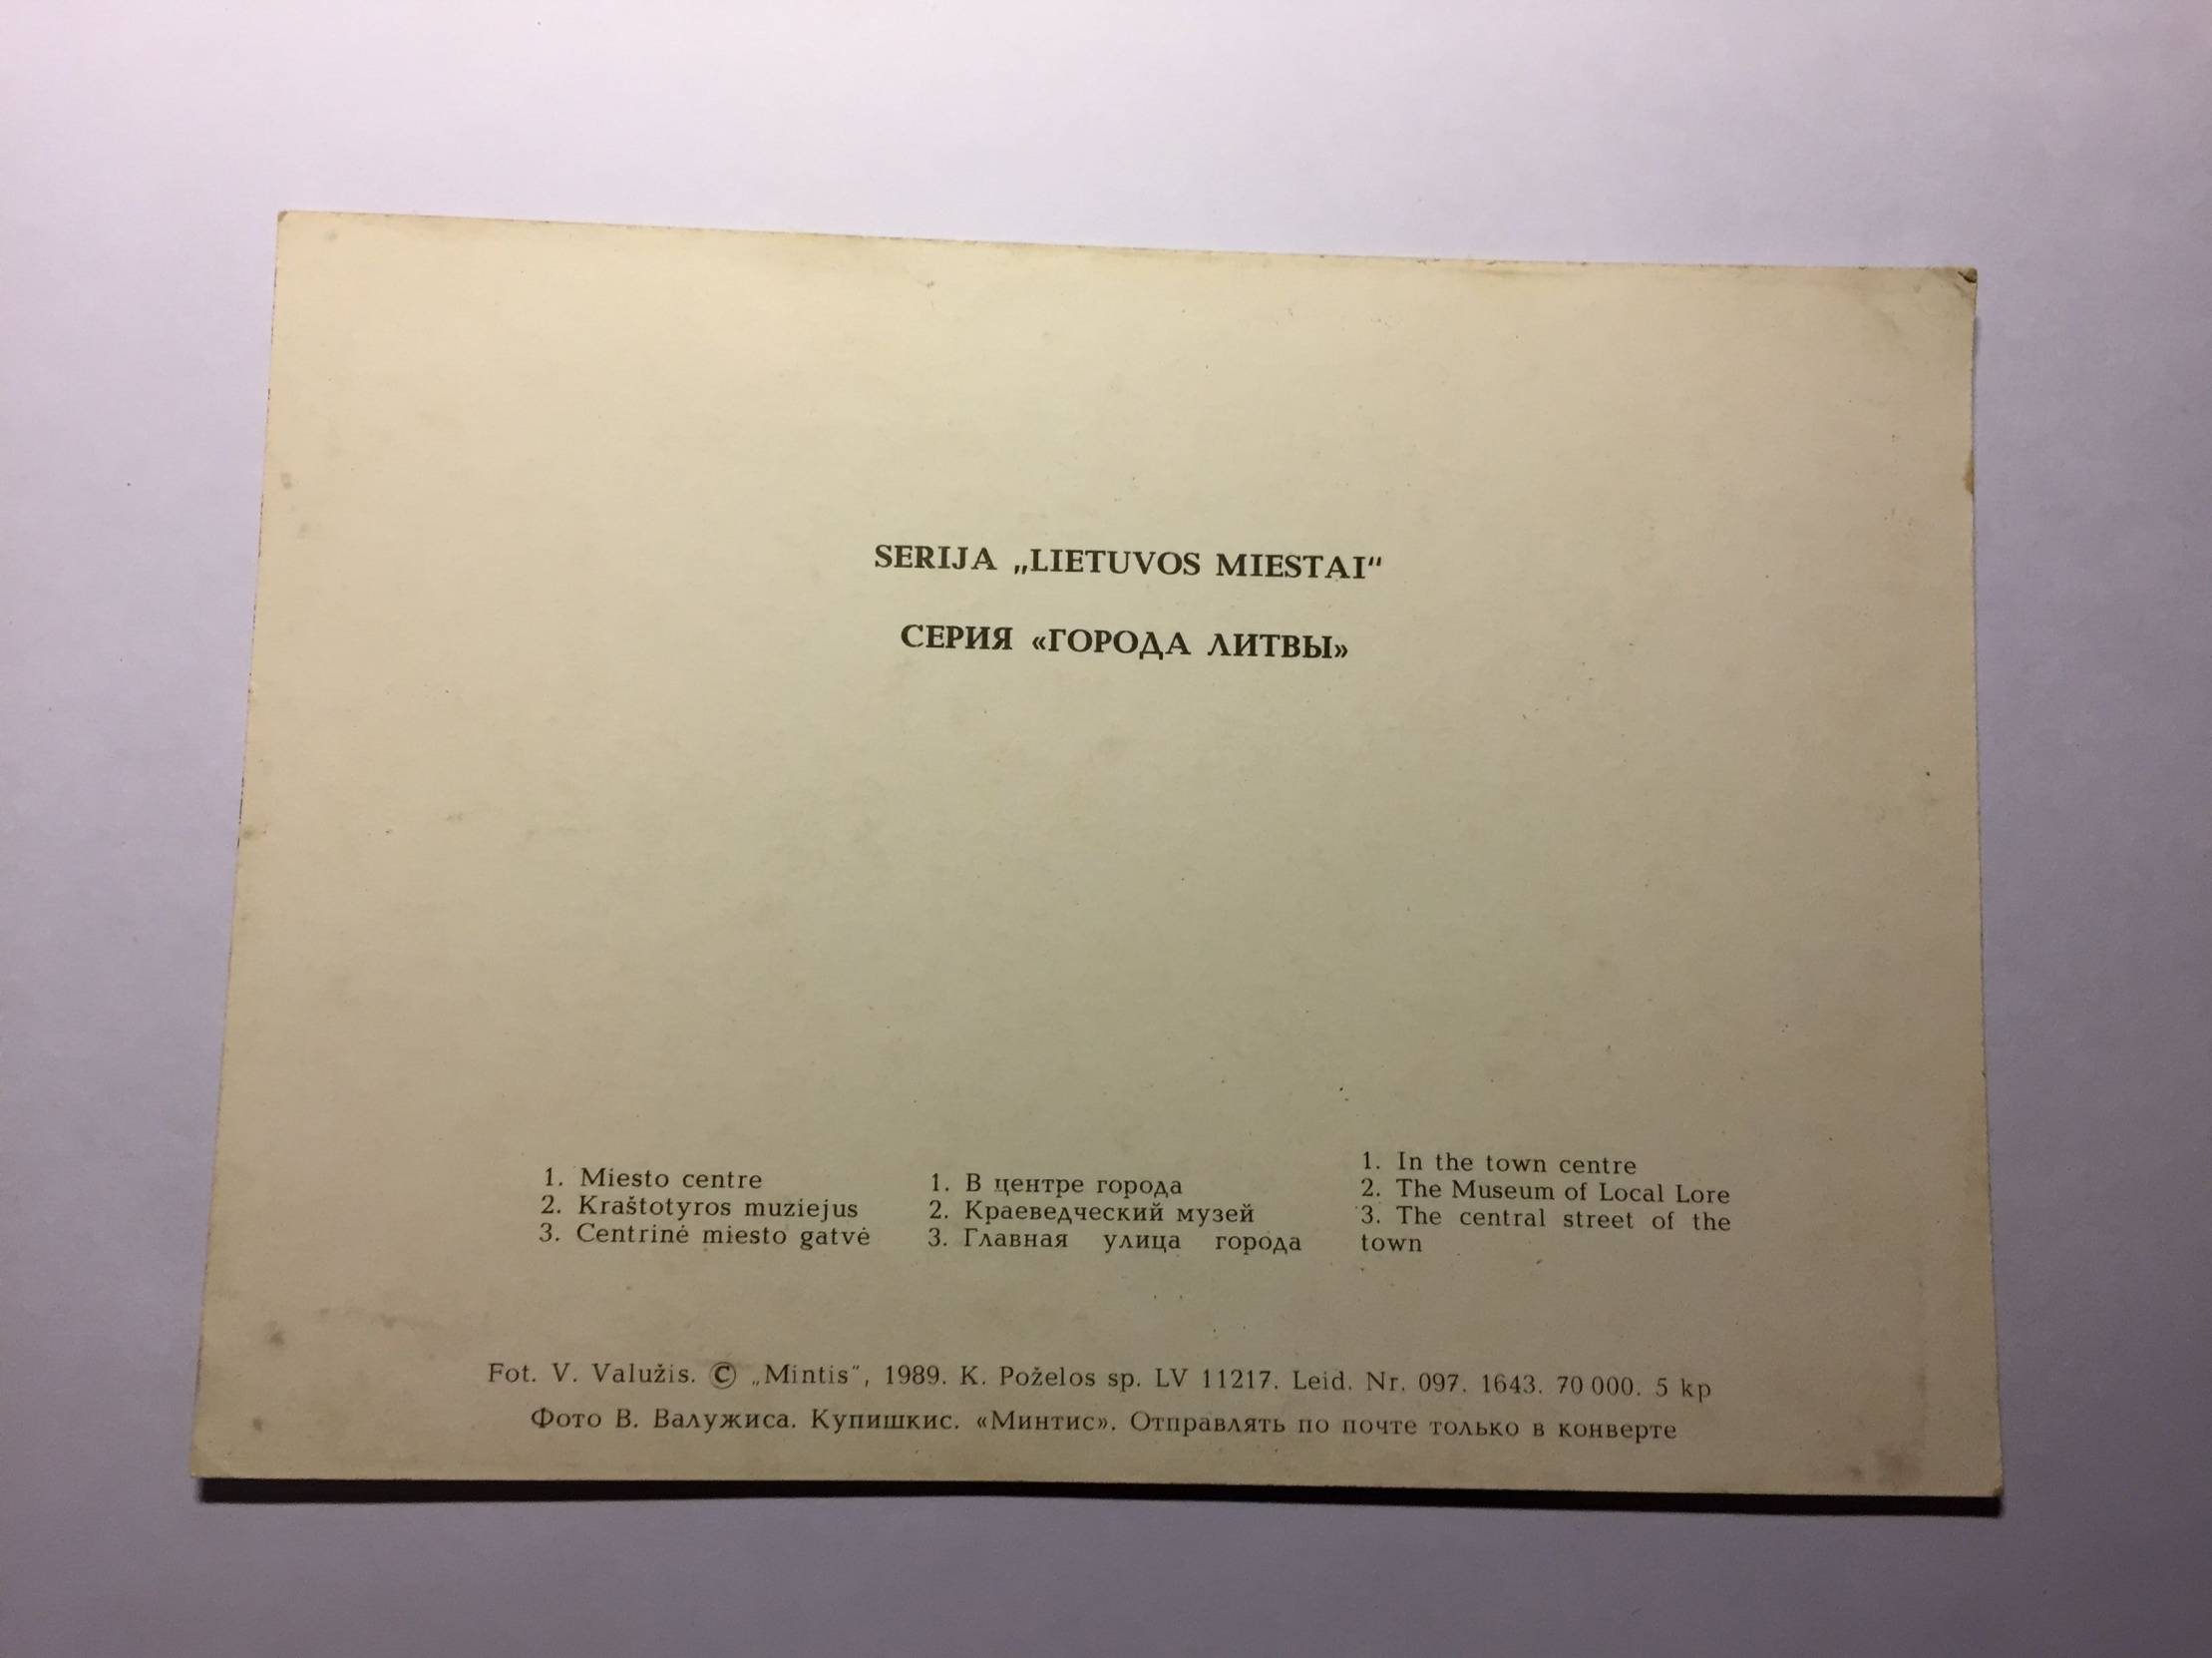 SERIJA „LIETUVOS MIESTAI“
СЕРИЯ «ГОРОДА ЛИТВЫ»
1. Miesto centre
2. Kraštotyros muziejus
3. Centrinė miesto gatvė
1. В центре города
2. Краеведческий музей
3. Главная улица города
1. In the town centre
2. The Museum of Local Lore
3. The central street of the
town
Fot. V. Valužis. © „Mintis“, 1989. K. Poželos sp. LV 11217. Leid. Nr. 097. 1643. 70 000. 5 kp
Фото В. Валужиса. Купишкис. «Минтис». Отправлять по почте только в конверте